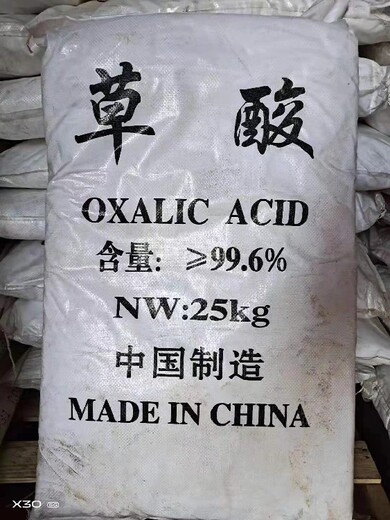 草 酸
OXALIC ACID
含量: ≥99.6%
NW:25kg
中国制造
MADE IN CHINA
X30